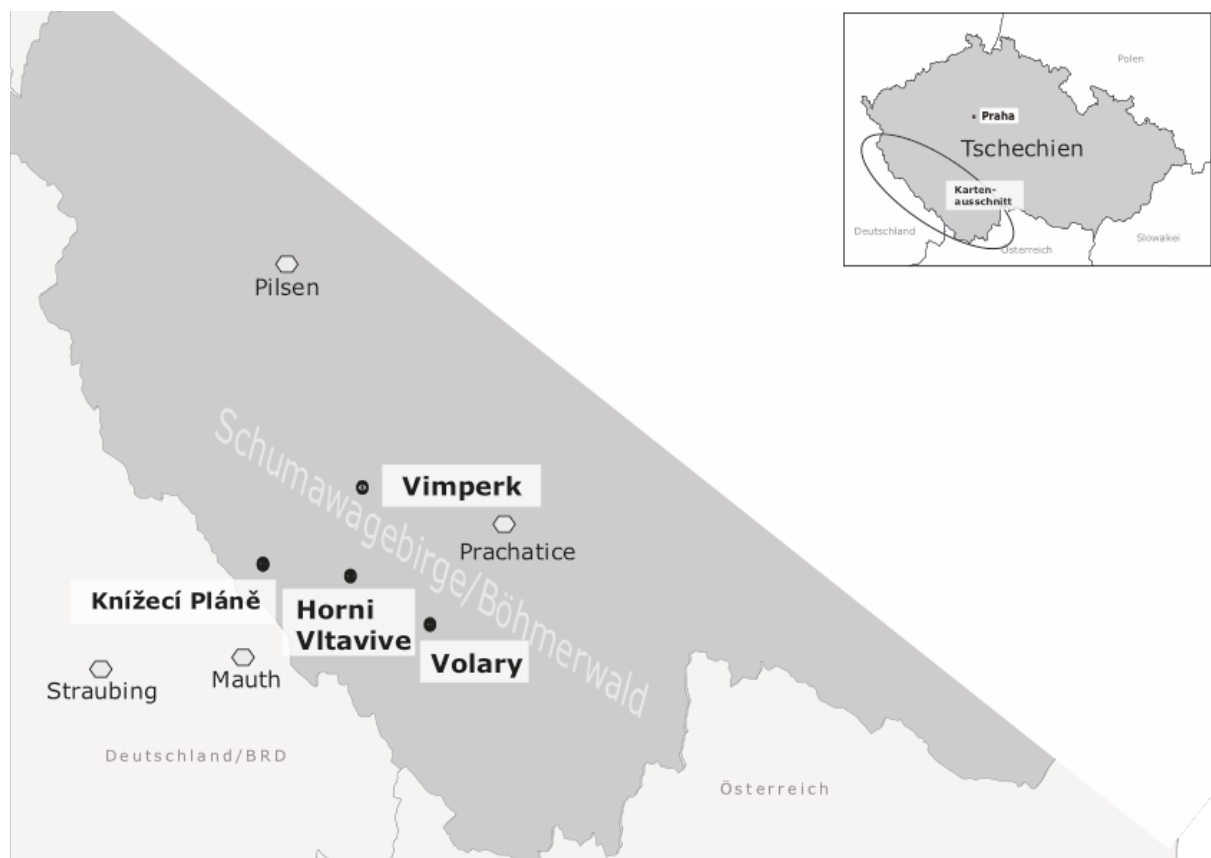 Polen
Praha
Tschechien
Karten-
ausschnitt
Deutschland
Österreich
Slowakei
Pilsen
Schumawagebirge/Böhmerwald
Vimperk
Prachatice
Knížecí Pláně
Horni
Vltavive
Volary
Straubing
Mauth
Deutschland/BRD
Österreich